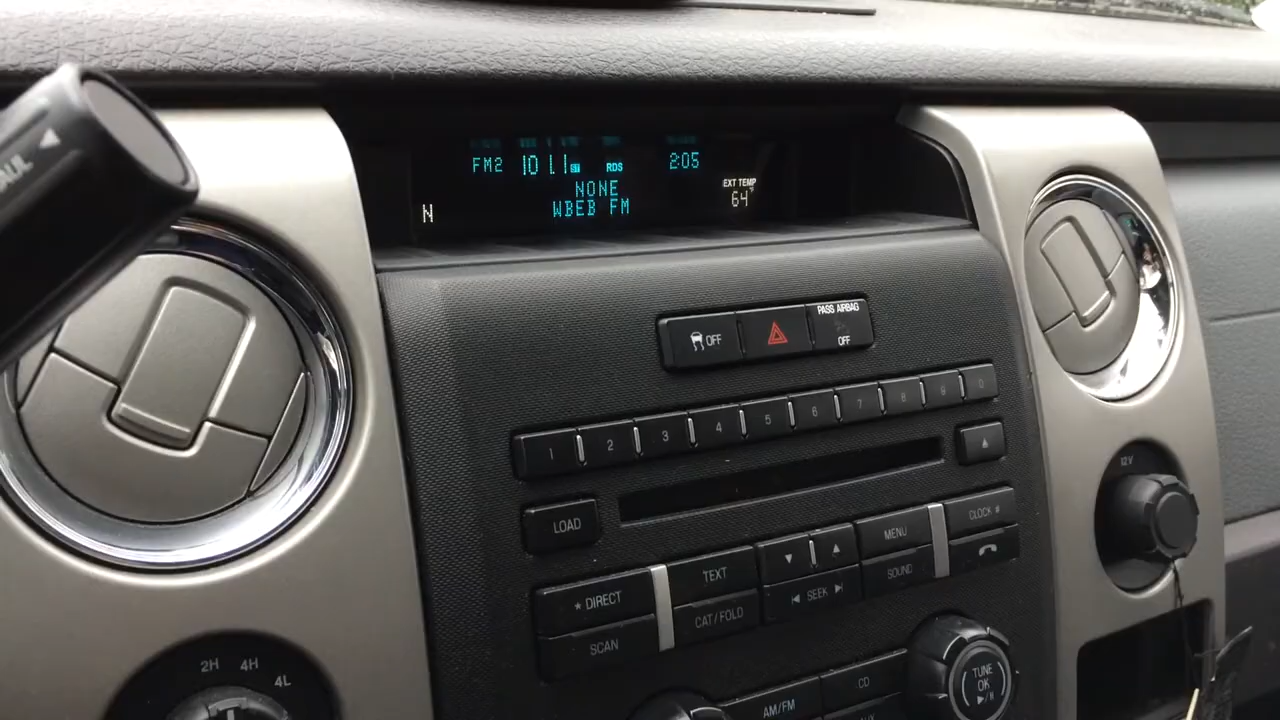 FM2 101.1 RDS 2:05
NONE
EXT TEMP
64°
N
WBEB FM
OFF
PASS AIRBAG
OFF
1 2 3 4 5 6 7 8 9 0
LOAD
12V
MENU
CLOCK
TEXT
* DIRECT
SOUND
SEEK
CAT/FOLD
SCAN
2H 4H 4L
CD
AM/FM
TUNE
OK